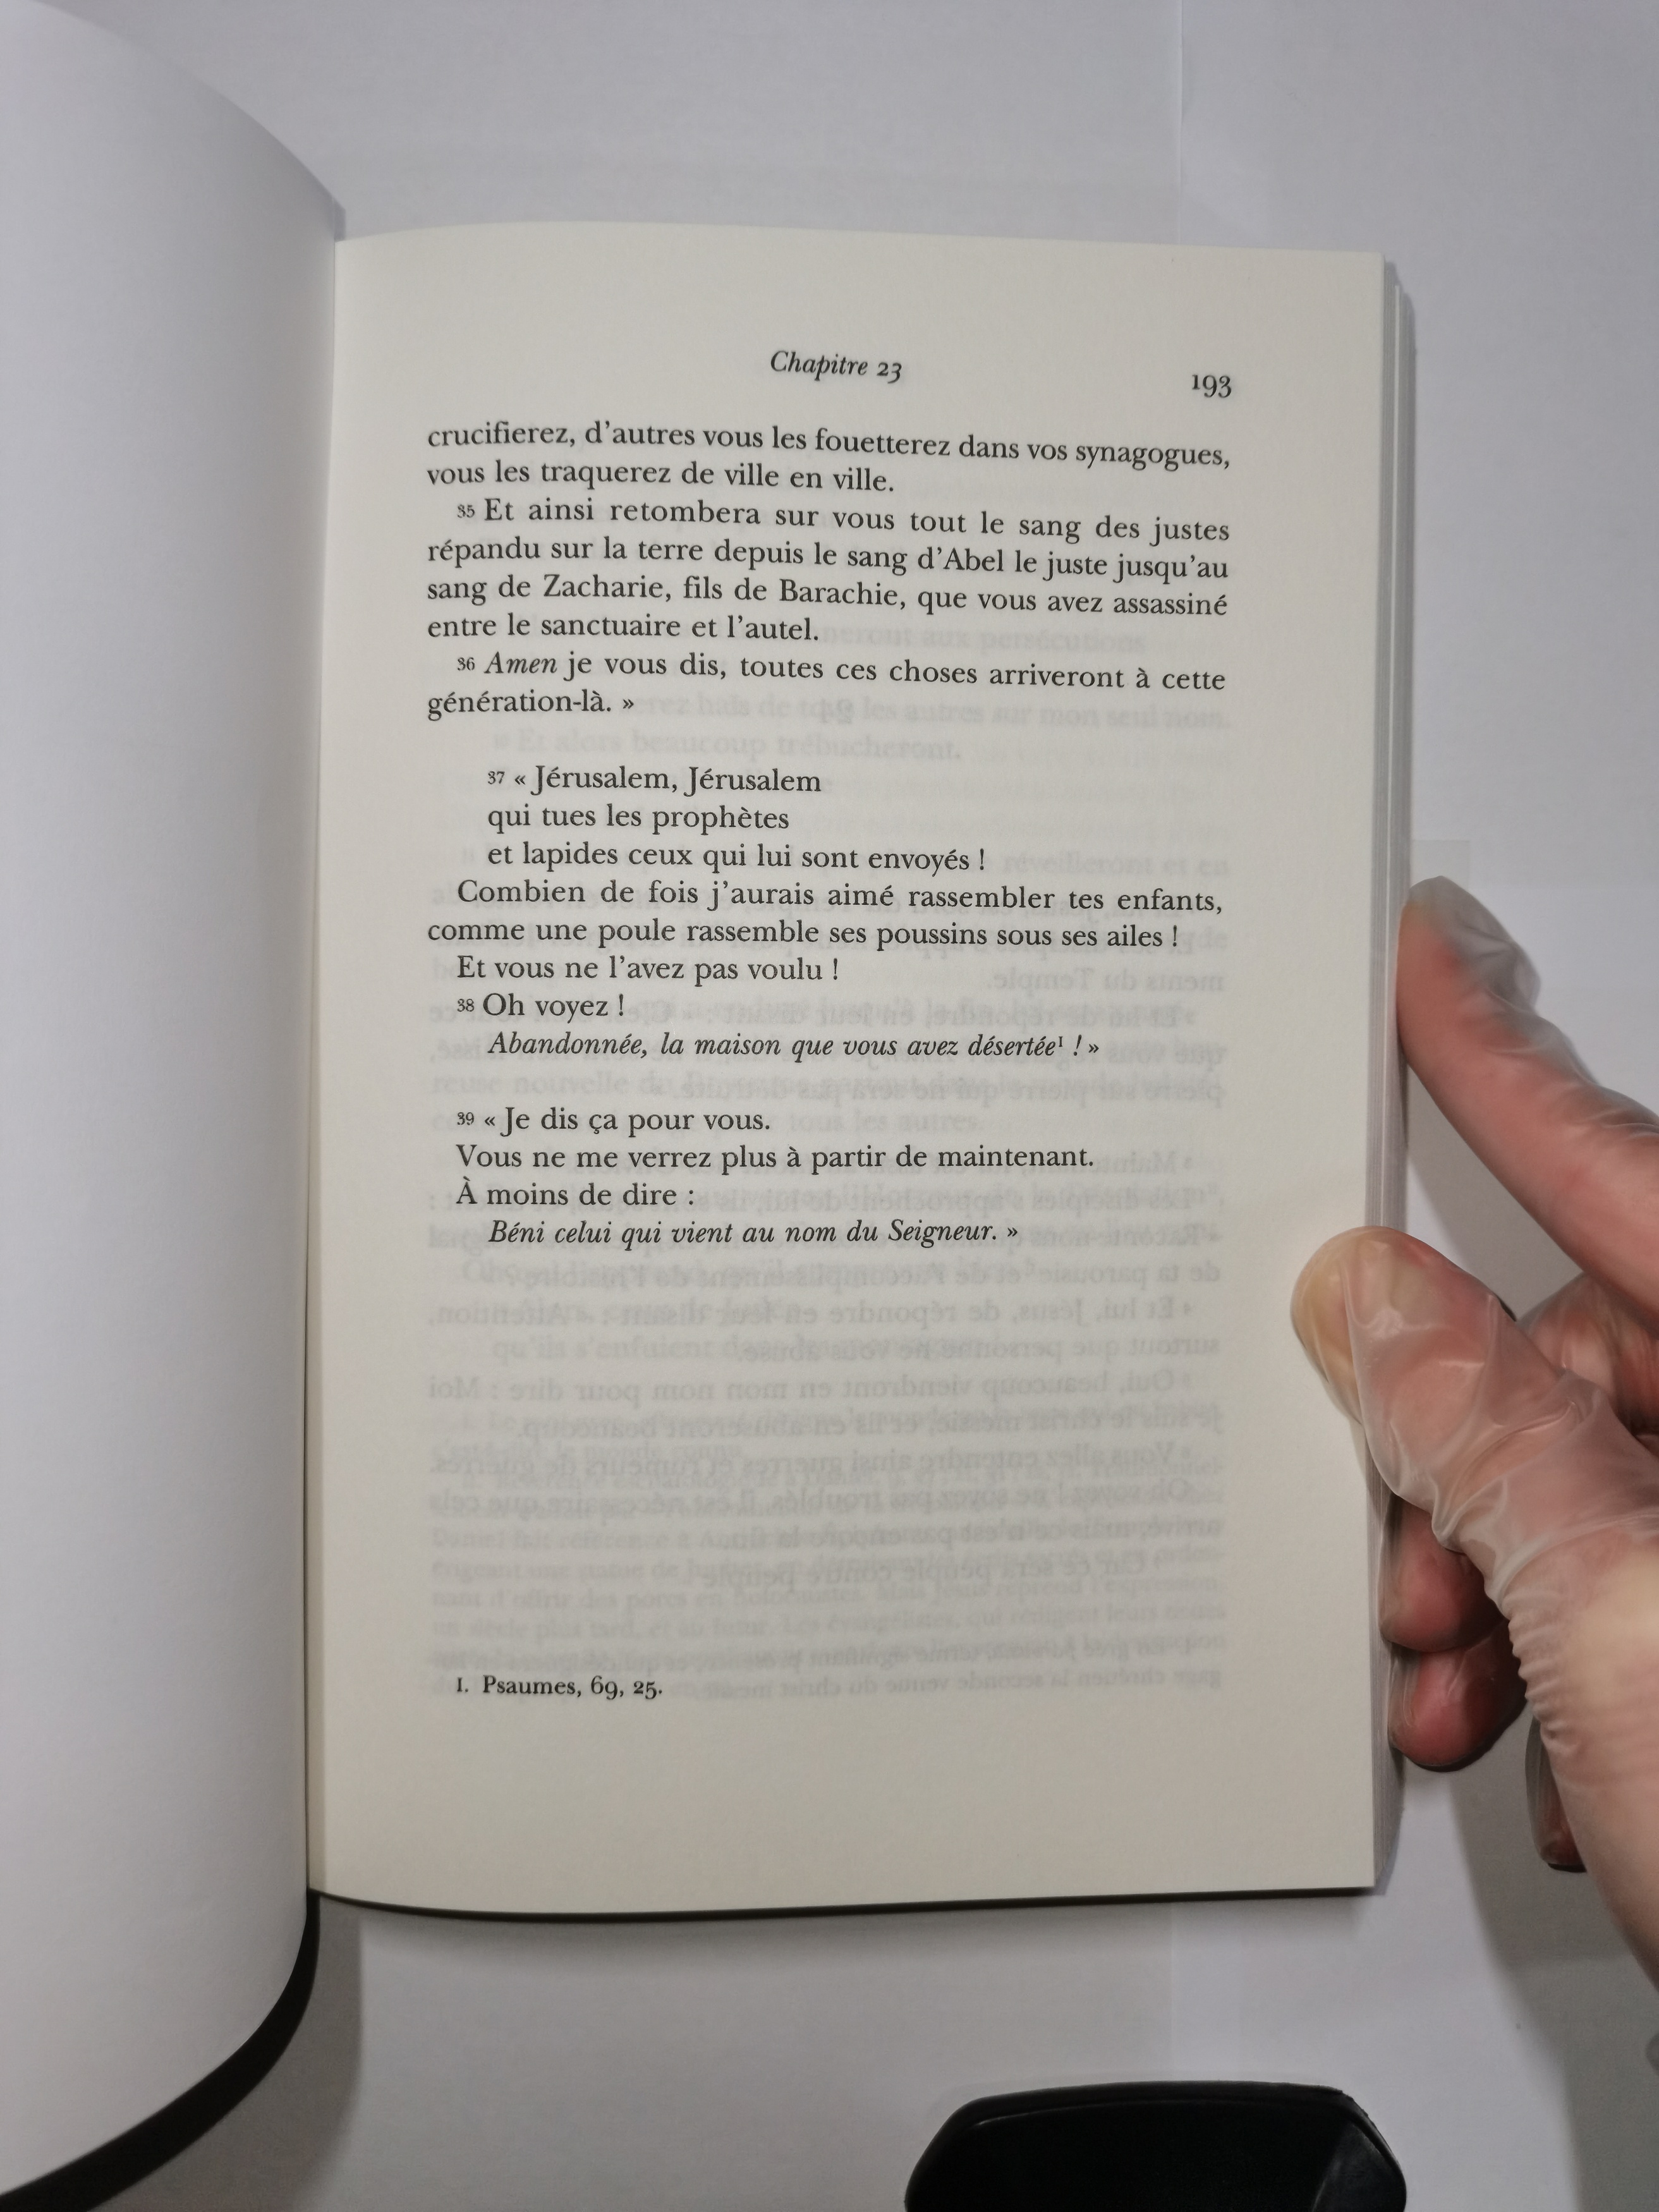 Chapitre 23
193
crucifierez, d'autres vous les fouetterez dans vos synagogues,
vous les traquerez de ville en ville.
35 Et ainsi retombera sur vous tout le sang des justes
répandu sur la terre depuis le sang d'Abel le juste jusqu'au
sang de Zacharie, fils de Barachie, que vous avez assassiné
entre le sanctuaire et l'autel.
36 Amen je vous dis, toutes ces choses arriveront à cette
génération-là. »
37 « Jérusalem, Jérusalem
qui tues les prophètes
et lapides ceux qui lui sont envoyés !
Combien de fois j'aurais aimé rassembler tes enfants,
comme une poule rassemble ses poussins sous ses ailes !
Et vous ne l'avez pas voulu !
38 Oh voyez !
Abandonnée, la maison que vous avez désertée1 ! »
39 « Je dis ça pour vous.
Vous ne me verrez plus à partir de maintenant.
À moins de dire :
Béni celui qui vient au nom du Seigneur. »
1. Psaumes, 69, 25.